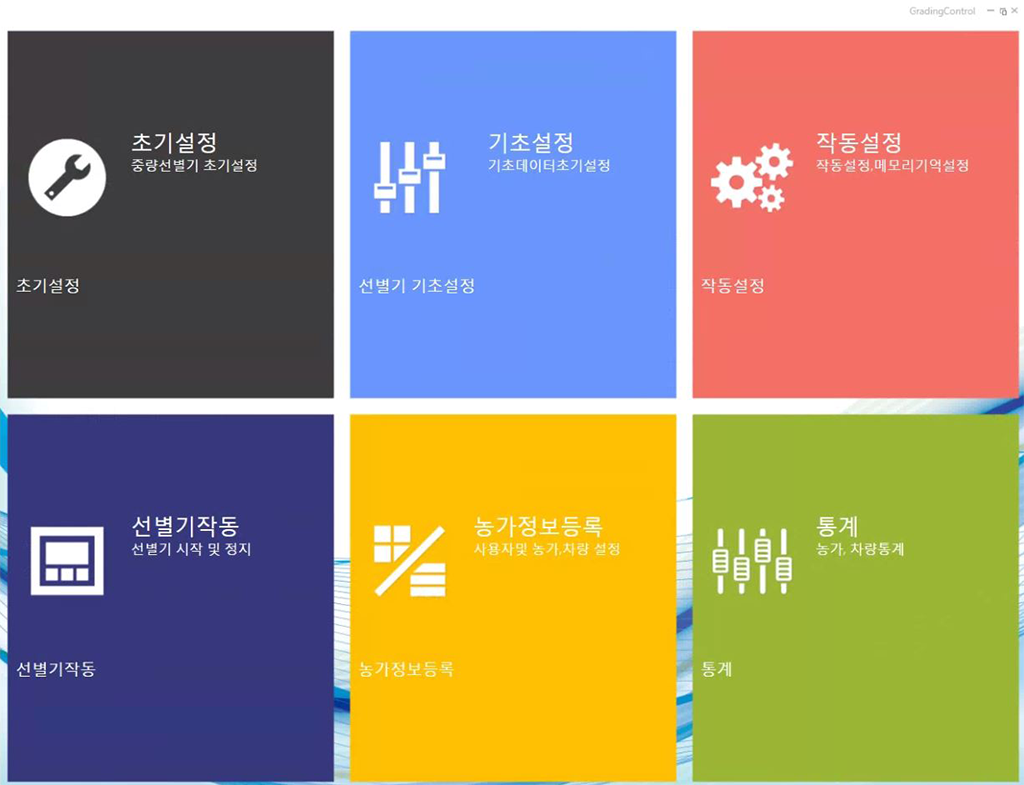 GradingControl
초기설정
중량선별기 초기설정
초기설정
기초설정
기초데이터초기설정
선별기 기초설정
작동설정
작동설정,메모리기억설정
작동설정
선별기작동
선별기 시작 및 정지
선별기작동
농가정보등록
사용자및 농가,차량 설정
농가정보등록
통계
농가, 차량통계
통계